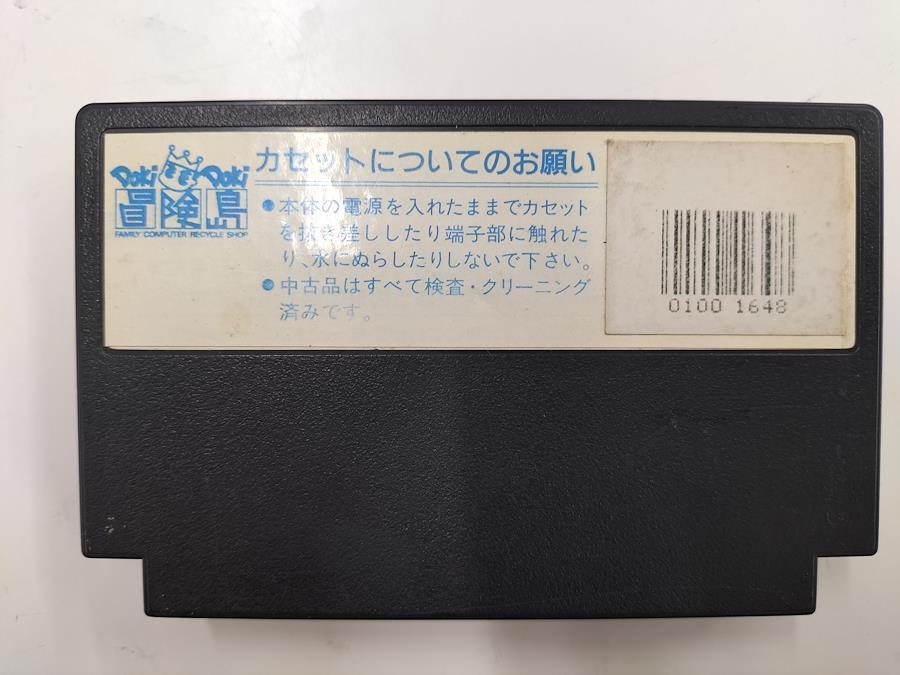 Doki Doki
冒険島
FAMILY COMPUTER RECYCLE SHOP
カセットについてのお願い
●本体の電源を入れたままでカセット
を抜き差ししたり端子部に触れた
り、水にぬらしたりしないで下さい。
●中古品はすべて検査・クリーニング
済みです。
0100 1648